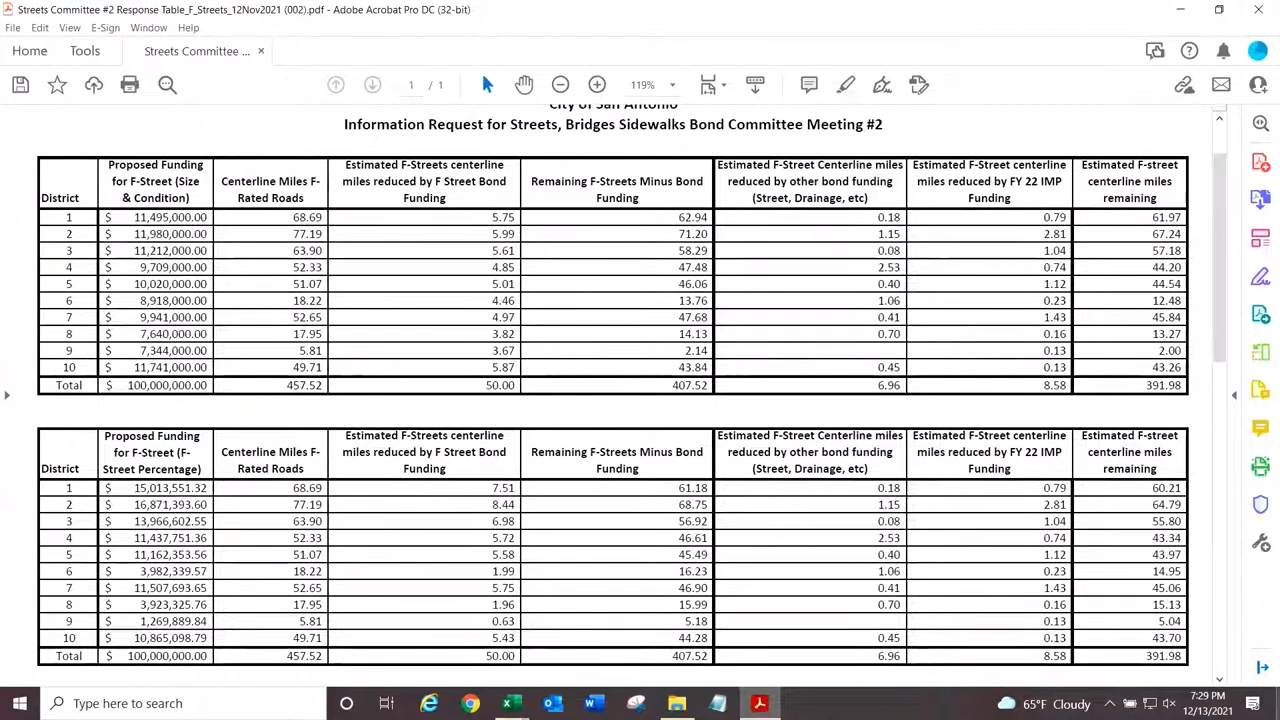 Streets Committee #2 Response Table_F_Streets_12Nov2021 (002).pdf - Adobe Acrobat Pro DC (32-bit)
File Edit View E-Sign Window Help
Home Tools Streets Committee ... ×
1 / 1 119%
City of San Antonio
Information Request for Streets, Bridges Sidewalks Bond Committee Meeting #2
District Proposed Funding for F-Street (Size & Condition) Centerline Miles F-Rated Roads Estimated F-Streets centerline miles reduced by F Street Bond Funding Remaining F-Streets Minus Bond Funding Estimated F-Street Centerline miles reduced by other bond funding (Street, Drainage, etc) Estimated F-Street centerline miles reduced by FY 22 IMP Funding Estimated F-street centerline miles remaining
1 $ 11,495,000.00 68.69 5.75 62.94 0.18 0.79 61.97
2 $ 11,980,000.00 77.19 5.99 71.20 1.15 2.81 67.24
3 $ 11,212,000.00 63.90 5.61 58.29 0.08 1.04 57.18
4 $ 9,709,000.00 52.33 4.85 47.48 2.53 0.74 44.20
5 $ 10,020,000.00 51.07 5.01 46.06 0.40 1.12 44.54
6 $ 8,918,000.00 18.22 4.46 13.76 1.06 0.23 12.48
7 $ 9,941,000.00 52.65 4.97 47.68 0.41 1.43 45.84
8 $ 7,640,000.00 17.95 3.82 14.13 0.70 0.16 13.27
9 $ 7,344,000.00 5.81 3.67 2.14 0.13 2.00
10 $ 11,741,000.00 49.71 5.87 43.84 0.45 0.13 43.26
Total $ 100,000,000.00 457.52 50.00 407.52 6.96 8.58 391.98
District Proposed Funding for F-Street (F-Street Percentage) Centerline Miles F-Rated Roads Estimated F-Streets centerline miles reduced by F Street Bond Funding Remaining F-Streets Minus Bond Funding Estimated F-Street Centerline miles reduced by other bond funding (Street, Drainage, etc) Estimated F-Street centerline miles reduced by FY 22 IMP Funding Estimated F-street centerline miles remaining
1 $ 15,013,551.32 68.69 7.51 61.18 0.18 0.79 60.21
2 $ 16,871,393.60 77.19 8.44 68.75 1.15 2.81 64.79
3 $ 13,966,602.55 63.90 6.98 56.92 0.08 1.04 55.80
4 $ 11,437,751.36 52.33 5.72 46.61 2.53 0.74 43.34
5 $ 11,162,353.56 51.07 5.58 45.49 0.40 1.12 43.97
6 $ 3,982,339.57 18.22 1.99 16.23 1.06 0.23 14.95
7 $ 11,507,693.65 52.65 5.75 46.90 0.41 1.43 45.06
8 $ 3,923,325.76 17.95 1.96 15.99 0.70 0.16 15.13
9 $ 1,269,889.84 5.81 0.63 5.18 0.13 5.04
10 $ 10,865,098.79 49.71 5.43 44.28 0.45 0.13 43.70
Total $ 100,000,000.00 457.52 50.00 407.52 6.96 8.58 391.98
Type here to search 65°F Cloudy 7:29 PM
12/13/2021